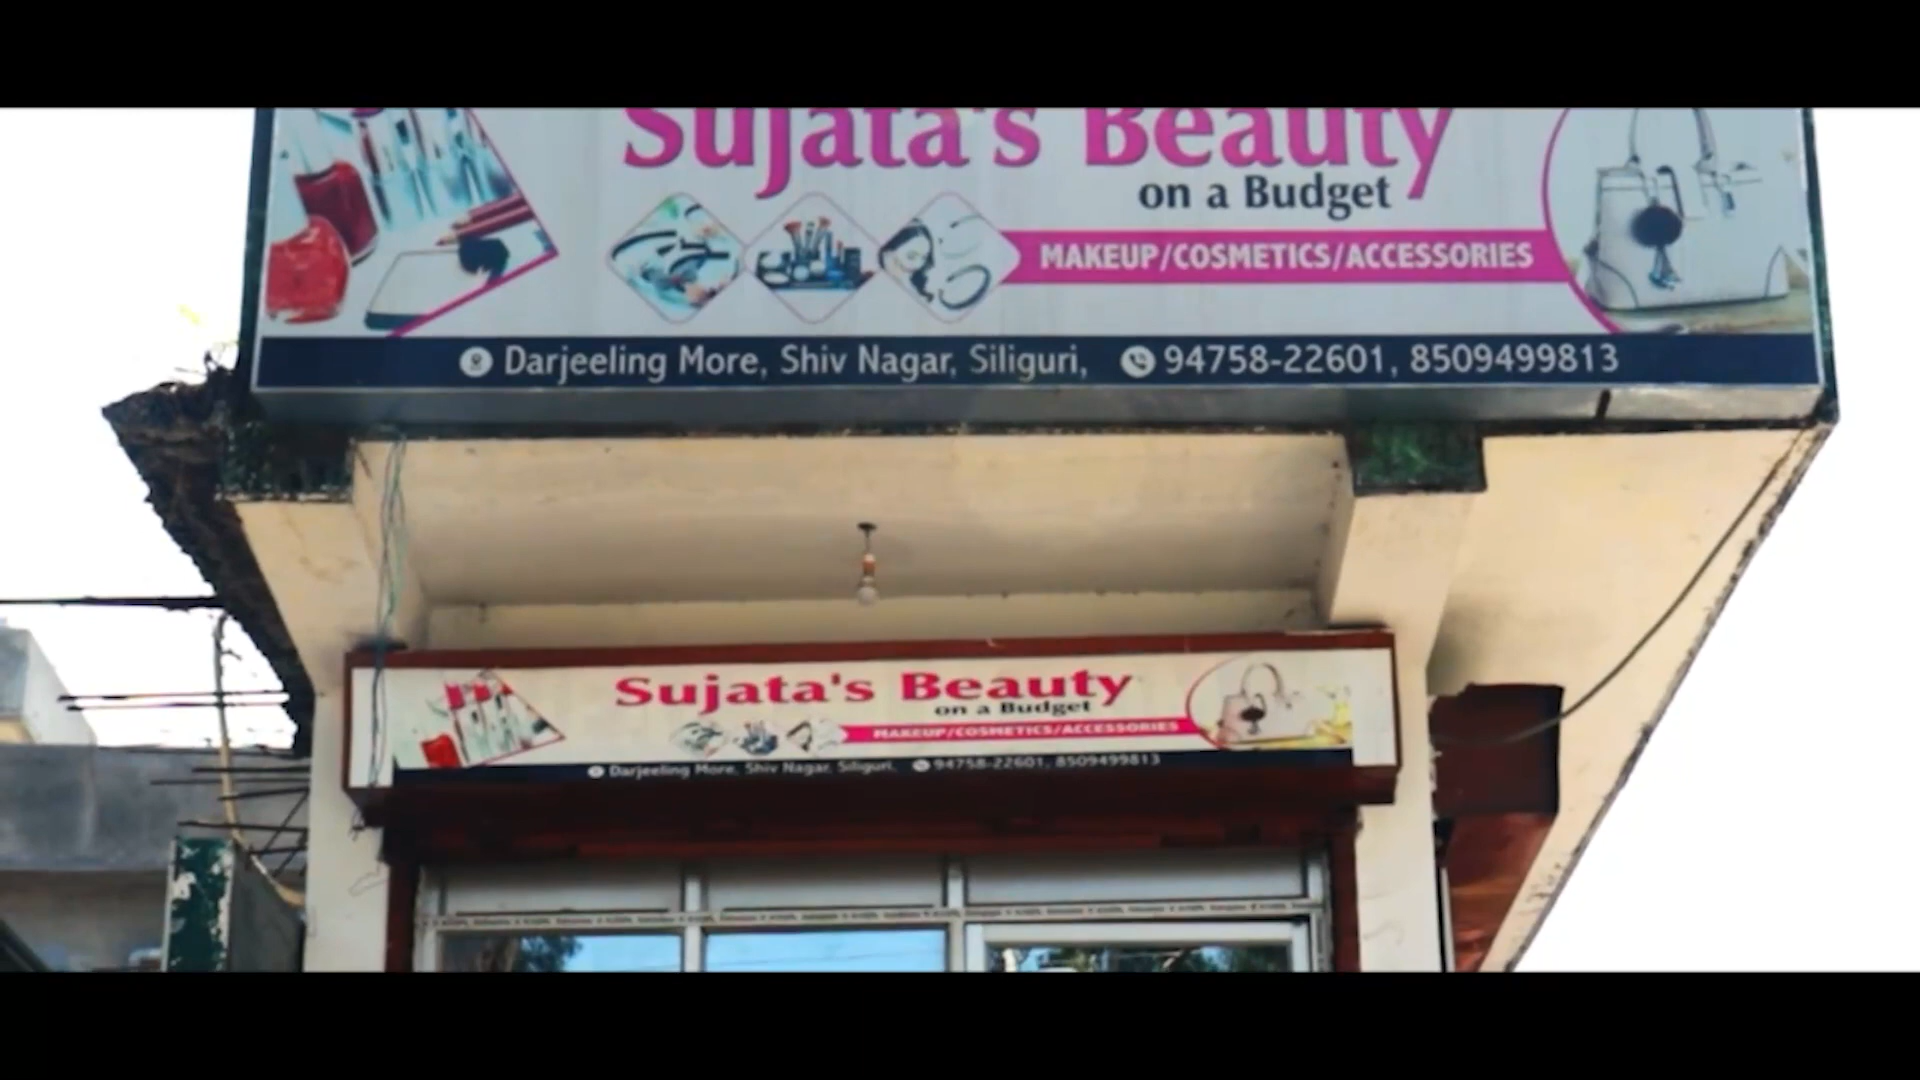 Sujata's Beauty
on a Budget
MAKEUP/COSMETICS/ACCESSORIES
Darjeeling More, Shiv Nagar, Siliguri, 94758-22601, 8509499813
Sujata's Beauty
on a Budget
MAKEUP/COSMETICS/ACCESSORIES
Darjeeling More, Shiv Nagar, Siliguri, 94758-22601, 8509499813